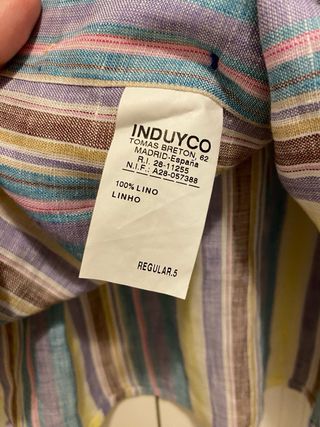 INDUYCO
TOMAS BRETON, 62
MADRID-España
R.I. 28-11255
N.I.F.: A28-057388
100% LINO
LINHO
REGULAR.5